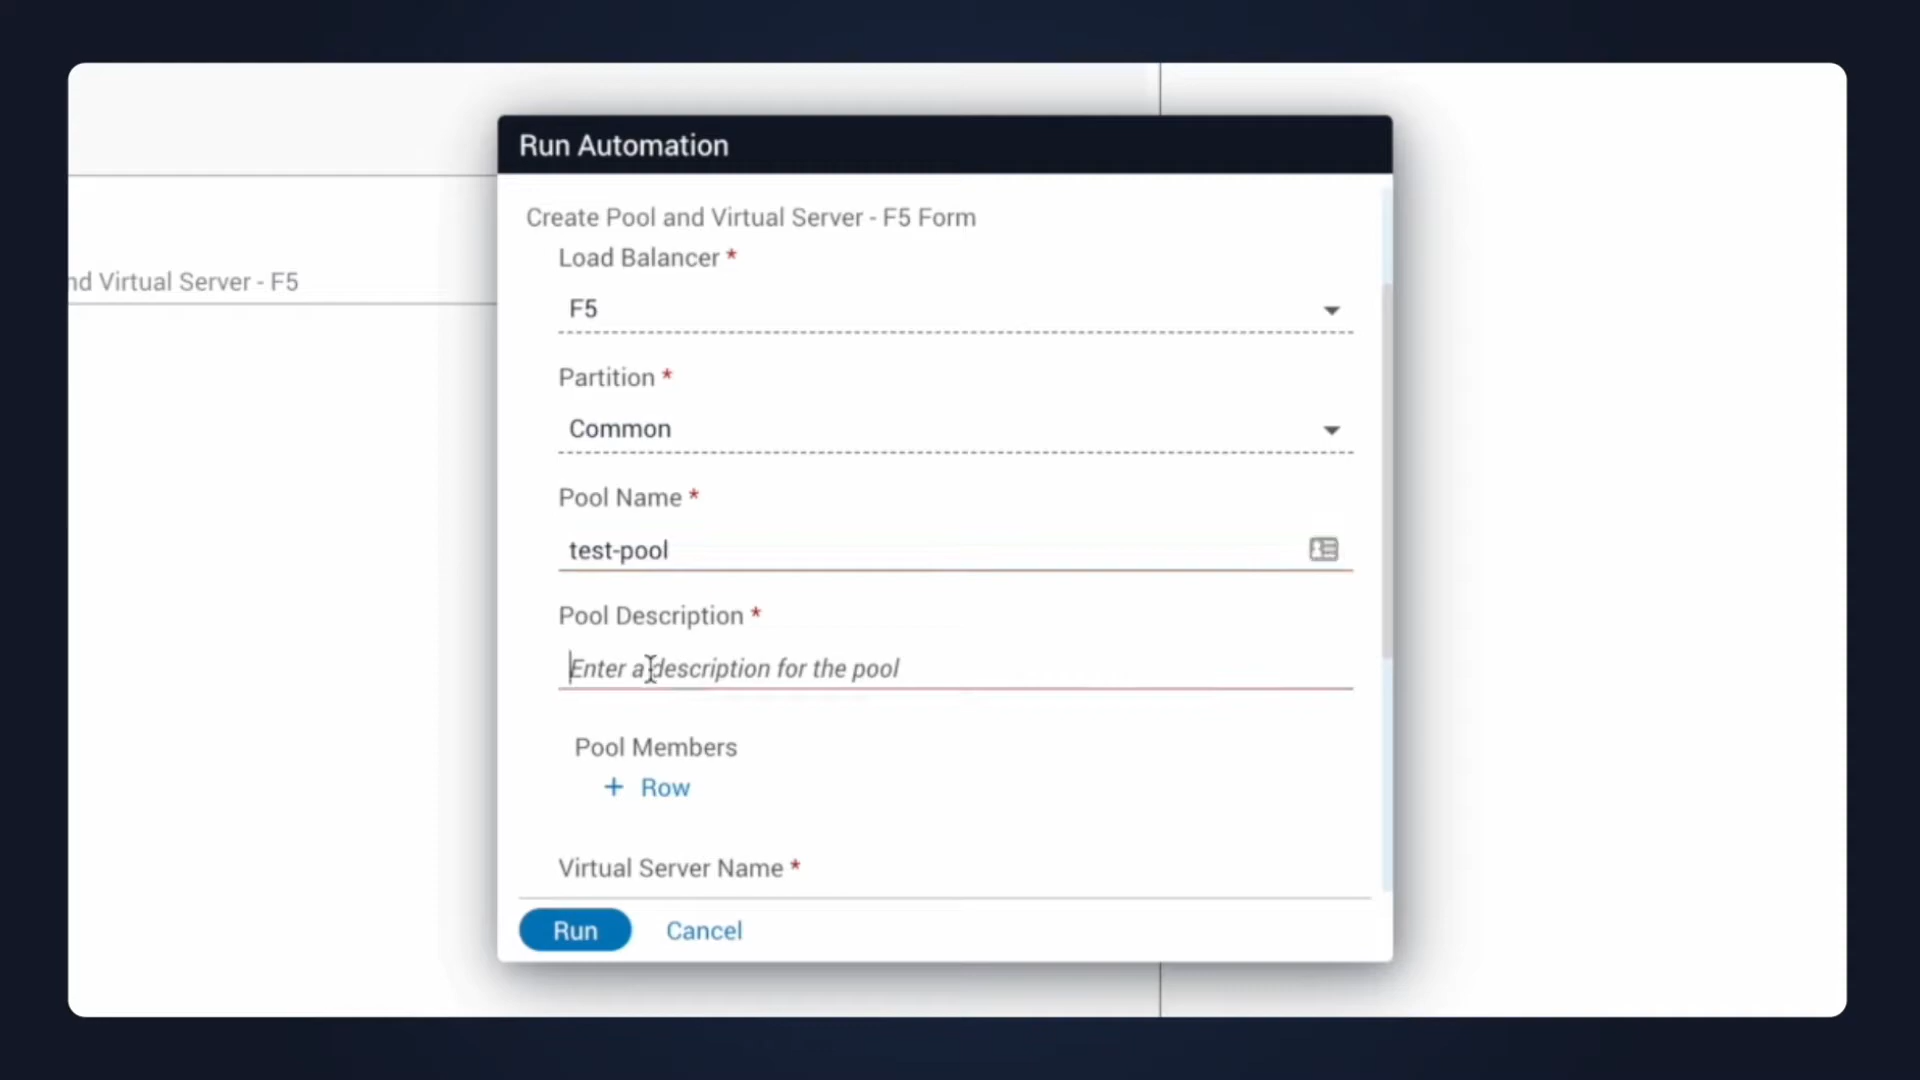 Run Automation
Create Pool and Virtual Server - F5 Form
Load Balancer *
nd Virtual Server - F5
F5
Partition *
Common
Pool Name *
test-pool
Pool Description *
Enter a description for the pool
Pool Members
+ Row
Virtual Server Name *
Run Cancel